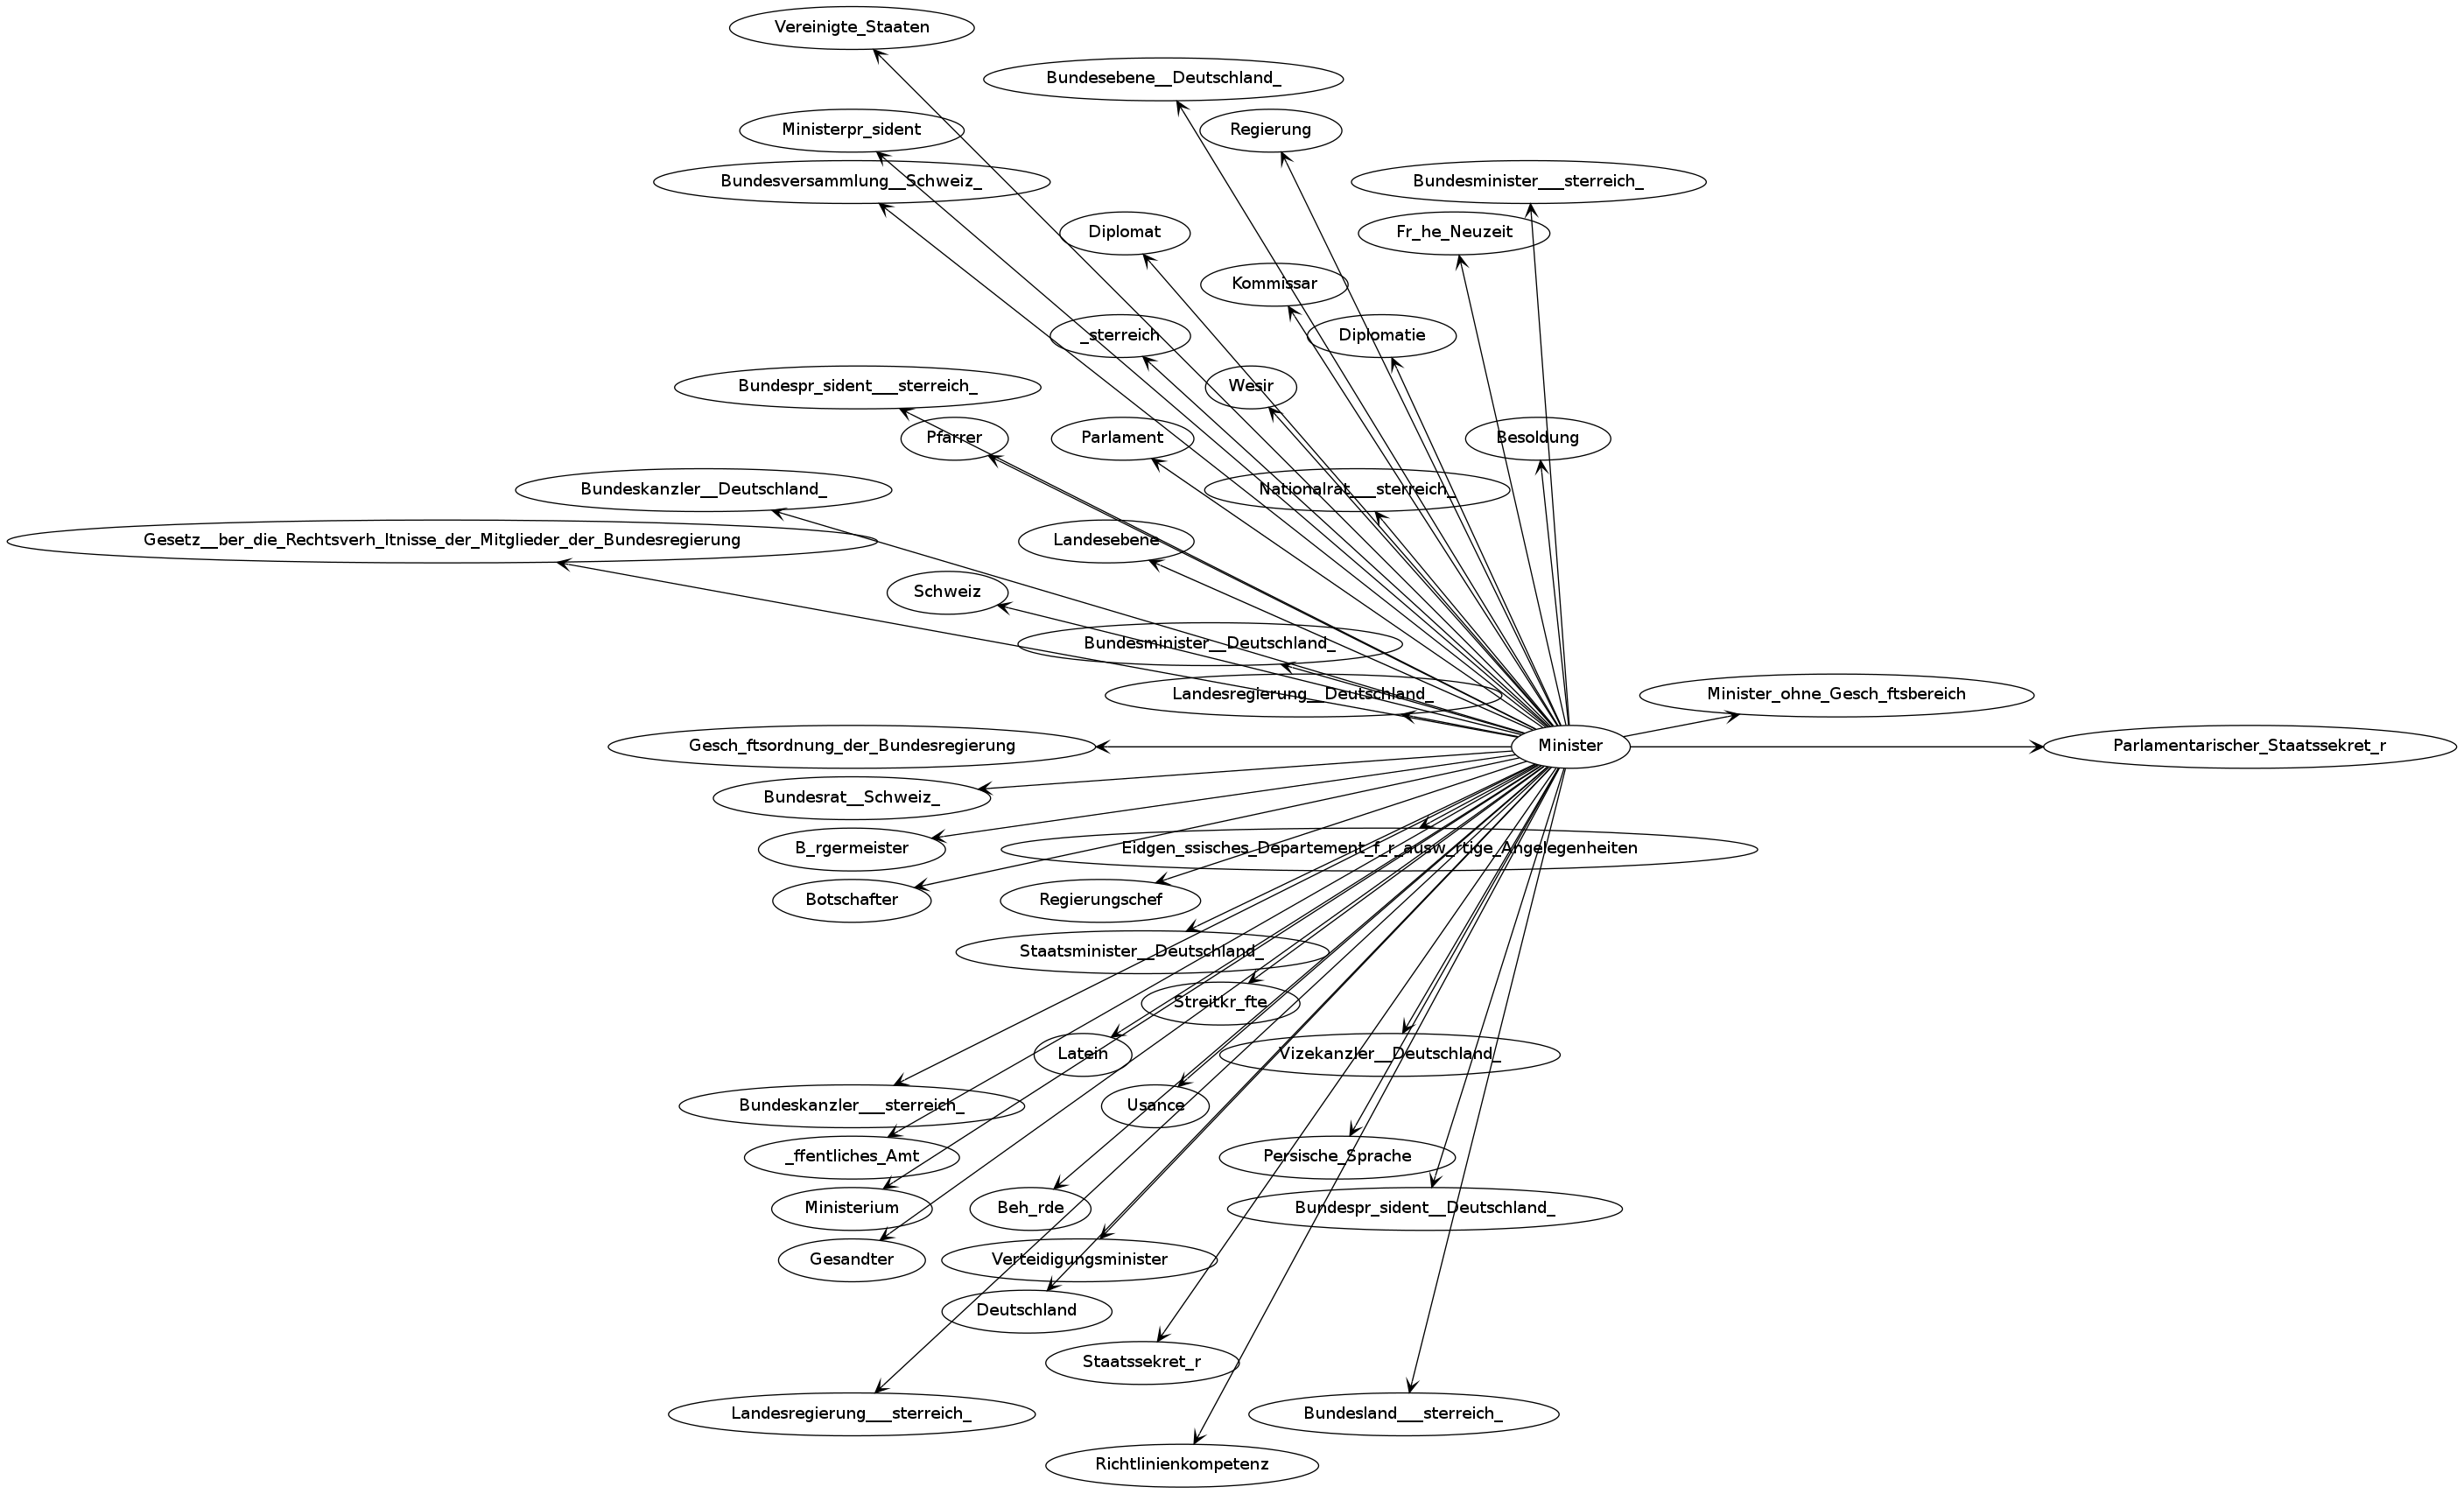 Vereinigte_Staaten
Bundesebene__Deutschland_
Ministerpr_sident
Regierung
Bundesversammlung__Schweiz_
Bundesminister___sterreich_
Diplomat
Fr_he_Neuzeit
Kommissar
_sterreich
Diplomatie
Bundespr_sident___sterreich_
Wesir
Pfarrer
Parlament
Besoldung
Bundeskanzler__Deutschland_
Nationalrat___sterreich_
Gesetz__ber_die_Rechtsverh_ltnisse_der_Mitglieder_der_Bundesregierung
Landesebene
Schweiz
Bundesminister__Deutschland_
Landesregierung__Deutschland_
Minister_ohne_Gesch_ftsbereich
Gesch_ftsordnung_der_Bundesregierung
Minister
Parlamentarischer_Staatssekret_r
Bundesrat__Schweiz_
B_rgermeister
Eidgen_ssisches_Departement_f_r_ausw_rtige_Angelegenheiten
Botschafter
Regierungschef
Staatsminister__Deutschland_
Streitkr_fte
Latein
Vizekanzler__Deutschland_
Bundeskanzler___sterreich_
Usance
_ffentliches_Amt
Persische_Sprache
Ministerium
Beh_rde
Bundespr_sident__Deutschland_
Gesandter
Verteidigungsminister
Deutschland
Staatssekret_r
Landesregierung___sterreich_
Bundesland___sterreich_
Richtlinienkompetenz